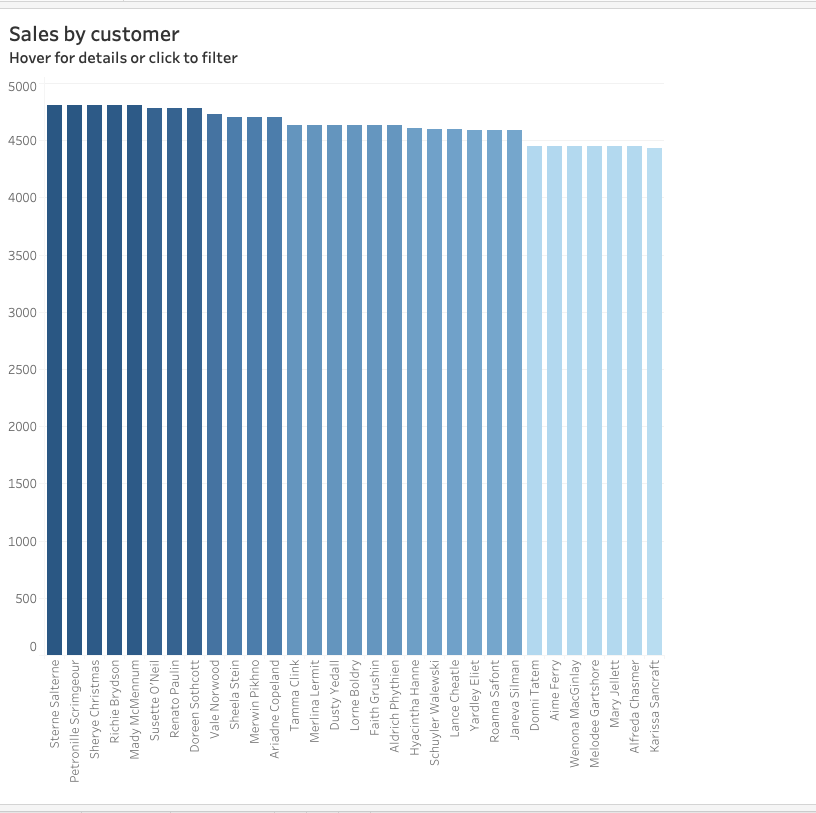 Sales by customer
Hover for details or click to filter
5000
4500
4000
3500
3000
2500
2000
1500
1000
500
0
Sterne Salterne
Petronille Scrimgeour
Sherye Christmas
Richie Brydson
Mady McMennum
Susette O'Neil
Renato Paulin
Doreen Sothcott
Vale Norwood
Sheela Stein
Merwin Pikhno
Ariadne Copeland
Tamma Clink
Merlina Lermit
Dusty Yedall
Lorne Boldry
Faith Grushin
Aldrich Phythien
Hyacintha Hanne
Schuyler Walewski
Lance Cheatle
Yardley Eliet
Roanna Safont
Janeva Silman
Donni Tatem
Aime Ferry
Wenona MacGinlay
Melodee Gartshore
Mary Jellett
Alfreda Chasmer
Karissa Sancraft